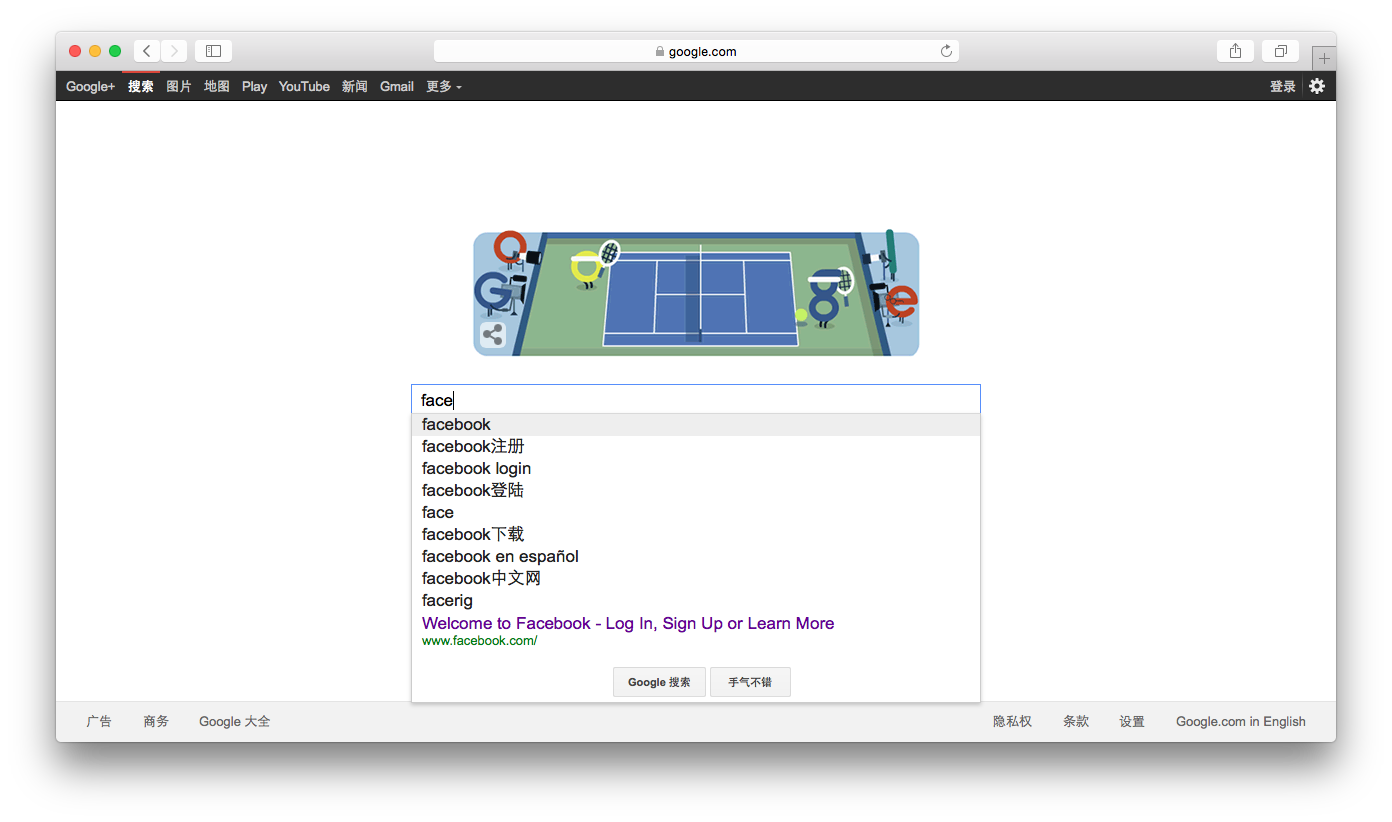 google.com
Google+ 搜索 图片 地图 Play YouTube 新闻 Gmail 更多
登录
face
facebook
facebook注册
facebook login
facebook登陆
face
facebook下载
facebook en español
facebook中文网
facerig
Welcome to Facebook - Log In, Sign Up or Learn More
www.facebook.com/
Google 搜索 手气不错
广告 商务 Google 大全 隐私权 条款 设置 Google.com in English